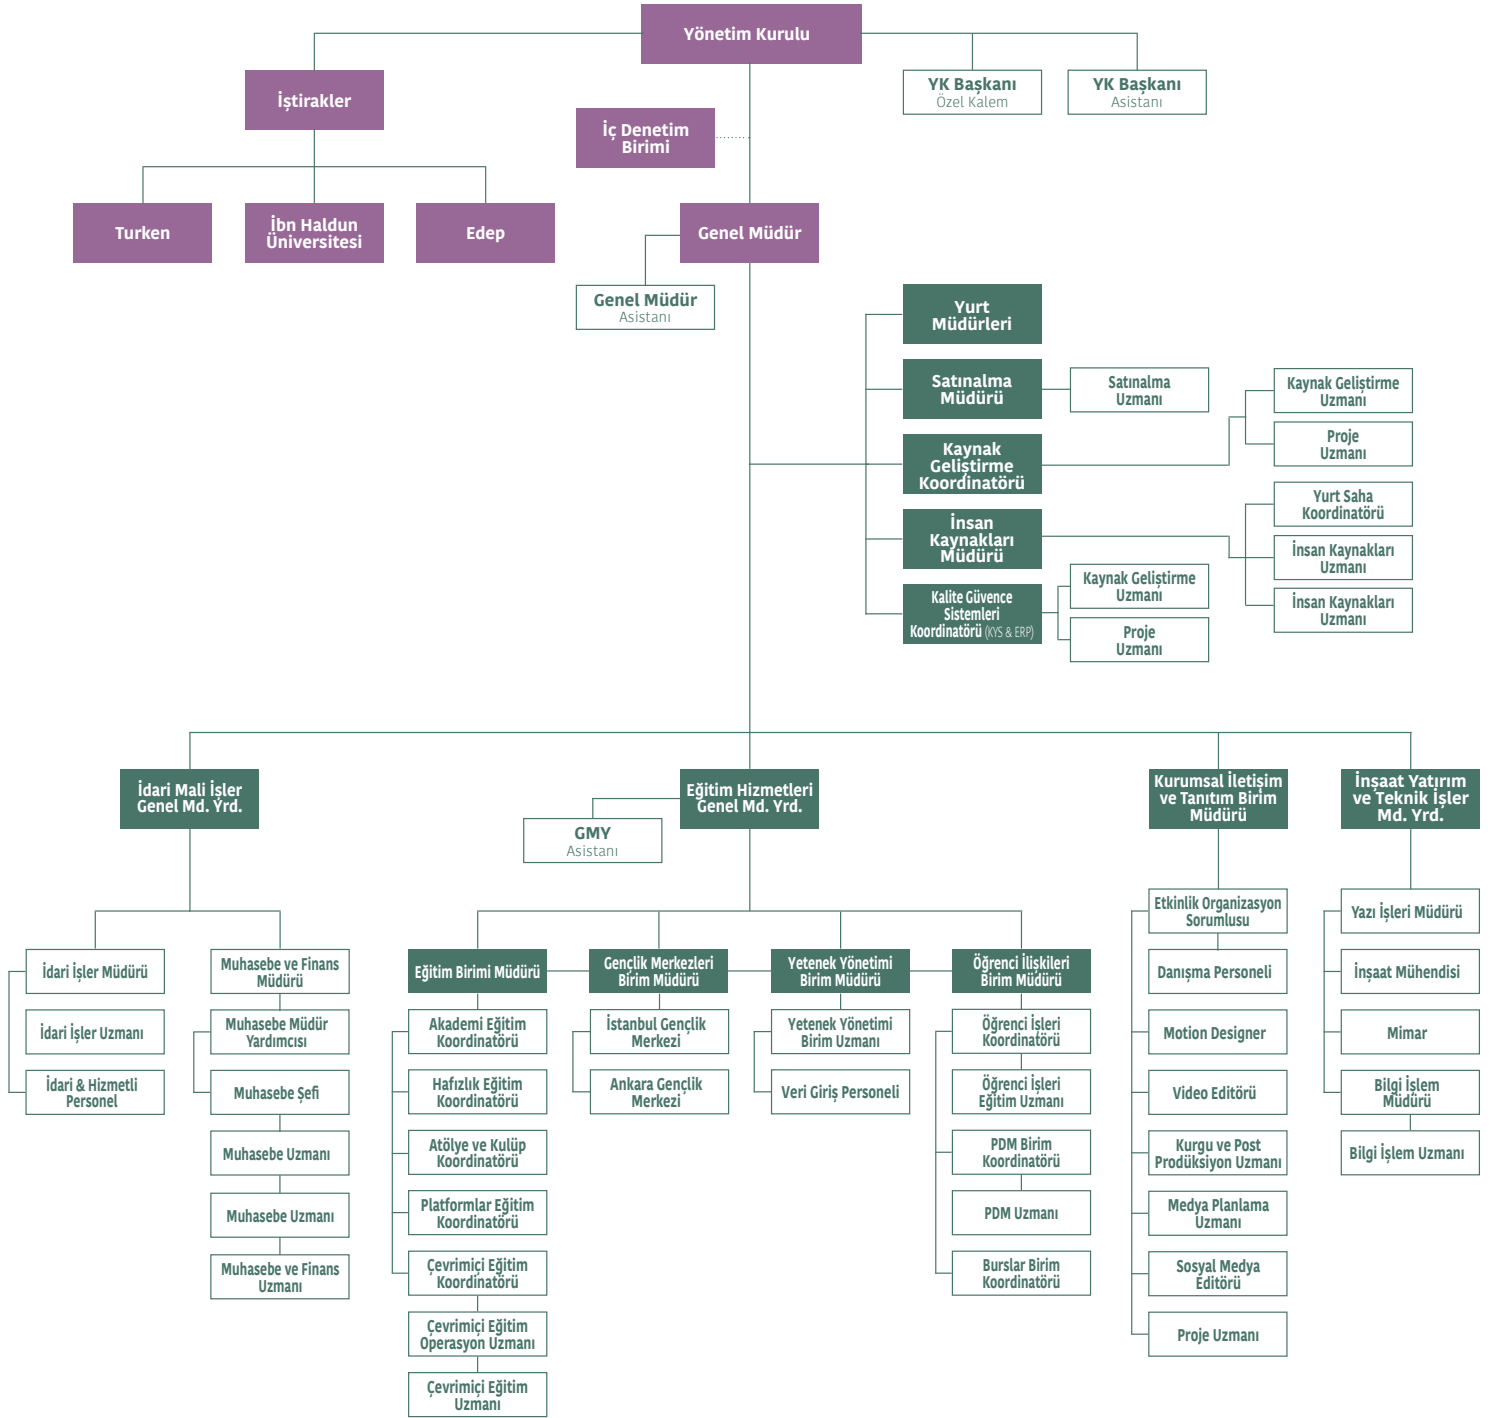 Yönetim Kurulu
İştirakler
YK Başkanı
Özel Kalem
YK Başkanı
Asistanı
İç Denetim
Birimi
Turken
İbn Haldun
Üniversitesi
Edep
Genel Müdür
Genel Müdür
Asistanı
Yurt
Müdürleri
Satınalma
Müdürü
Satınalma
Uzmanı
Kaynak
Geliştirme
Koordinatörü
Kaynak Geliştirme
Uzmanı
Proje
Uzmanı
İnsan
Kaynakları
Müdürü
Yurt Saha
Koordinatörü
İnsan Kaynakları
Uzmanı
İnsan Kaynakları
Uzmanı
Kalite Güvence
Sistemleri
Koordinatörü (KYS & ERP)
Kaynak Geliştirme
Uzmanı
Proje
Uzmanı
İdari Mali İşler
Genel Md. Yrd.
Eğitim Hizmetleri
Genel Md. Yrd.
GMY
Asistanı
Kurumsal İletişim
ve Tanıtım Birim
Müdürü
İnşaat Yatırım
ve Teknik İşler
Md. Yrd.
İdari İşler Müdürü
İdari İşler Uzmanı
İdari & Hizmetli
Personel
Muhasebe ve Finans
Müdürü
Muhasebe Müdür
Yardımcısı
Muhasebe Şefi
Muhasebe Uzmanı
Muhasebe Uzmanı
Muhasebe ve Finans
Uzmanı
Eğitim Birimi Müdürü
Akademi Eğitim
Koordinatörü
Hafızlık Eğitim
Koordinatörü
Atölye ve Kulüp
Koordinatörü
Platformlar Eğitim
Koordinatörü
Çevrimiçi Eğitim
Koordinatörü
Çevrimiçi Eğitim
Operasyon Uzmanı
Çevrimiçi Eğitim
Uzmanı
Gençlik Merkezleri
Birim Müdürü
İstanbul Gençlik
Merkezi
Ankara Gençlik
Merkezi
Yetenek Yönetimi
Birim Müdürü
Yetenek Yönetimi
Birim Uzmanı
Veri Giriş Personeli
Öğrenci İlişkileri
Birim Müdürü
Öğrenci İşleri
Koordinatörü
Öğrenci İşleri
Eğitim Uzmanı
PDM Birim
Koordinatörü
PDM Uzmanı
Burslar Birim
Koordinatörü
Etkinlik Organizasyon
Sorumlusu
Danışma Personeli
Motion Designer
Video Editörü
Kurgu ve Post
Prodüksiyon Uzmanı
Medya Planlama
Uzmanı
Sosyal Medya
Editörü
Proje Uzmanı
Yazı İşleri Müdürü
İnşaat Mühendisi
Mimar
Bilgi İşlem
Müdürü
Bilgi İşlem Uzmanı